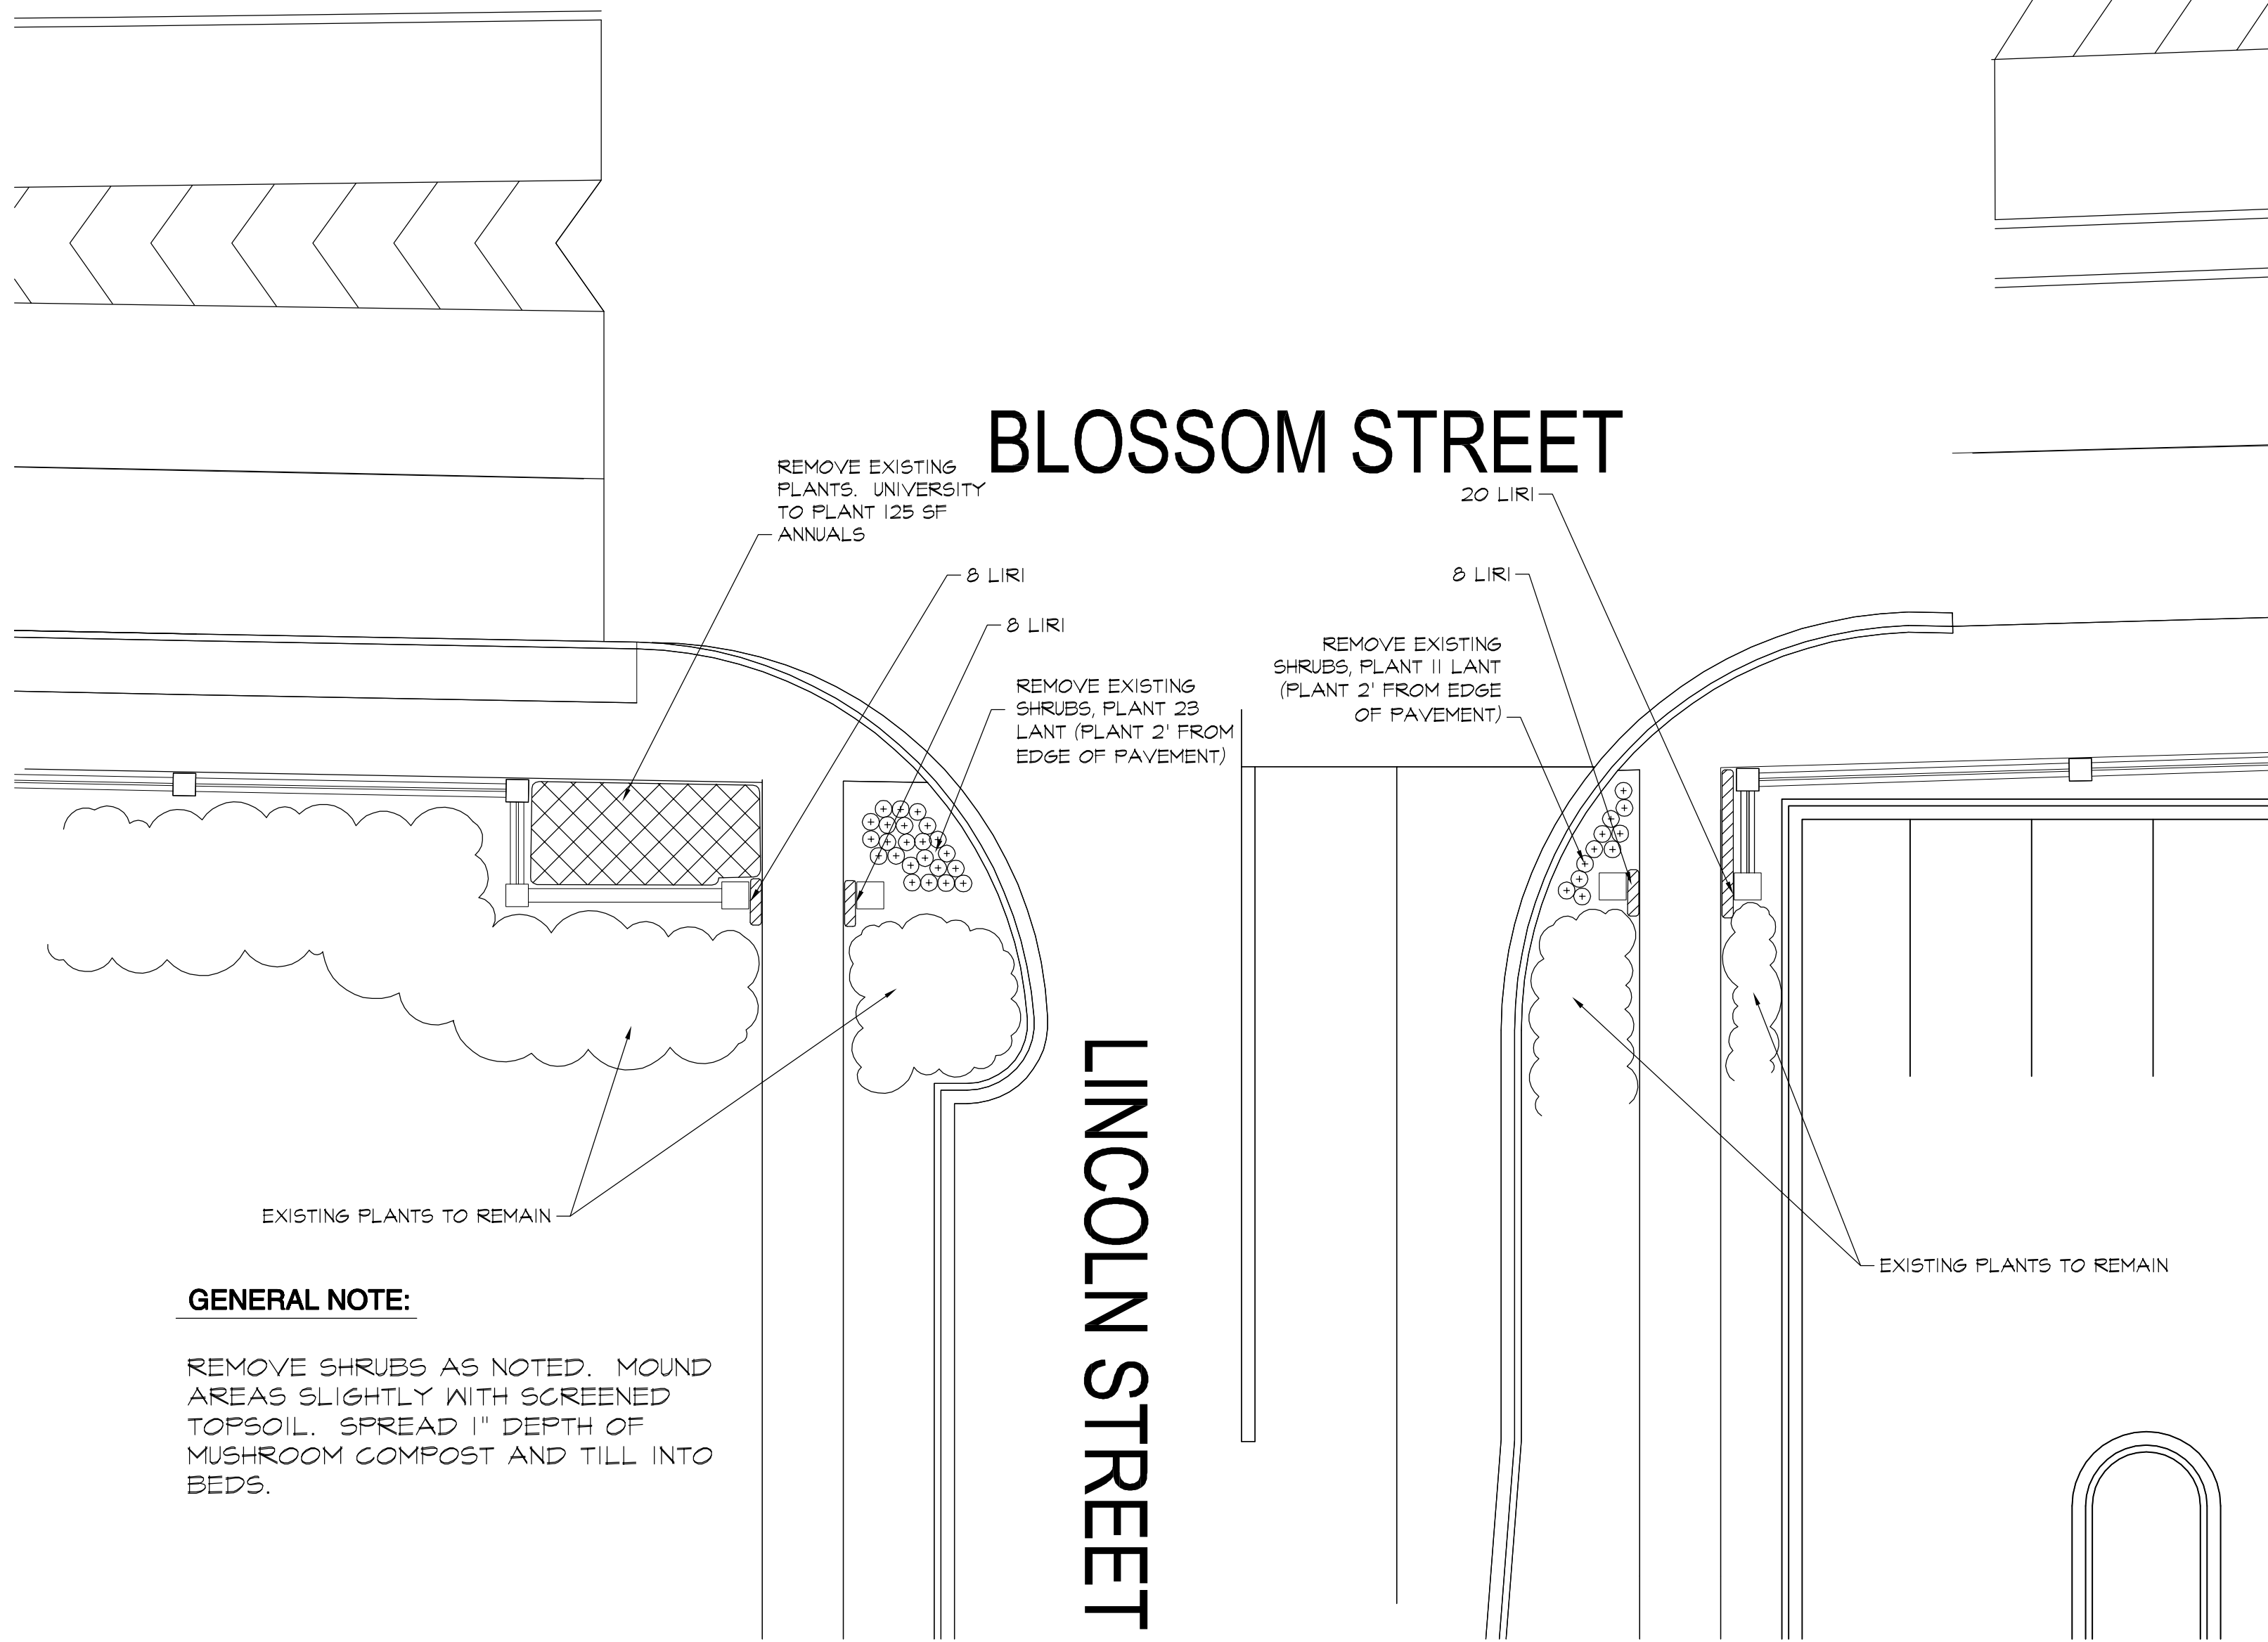 BLOSSOM STREET
REMOVE EXISTING
PLANTS. UNIVERSITY
TO PLANT 125 SF
ANNUALS
20 LIRI
8 LIRI
8 LIRI
8 LIRI
REMOVE EXISTING
SHRUBS, PLANT 23
LANT (PLANT 2' FROM
EDGE OF PAVEMENT)
REMOVE EXISTING
SHRUBS, PLANT 11 LANT
(PLANT 2' FROM EDGE
OF PAVEMENT)
LINCOLN STREET
EXISTING PLANTS TO REMAIN
EXISTING PLANTS TO REMAIN
GENERAL NOTE:
REMOVE SHRUBS AS NOTED. MOUND
AREAS SLIGHTLY WITH SCREENED
TOPSOIL. SPREAD 1" DEPTH OF
MUSHROOM COMPOST AND TILL INTO
BEDS.